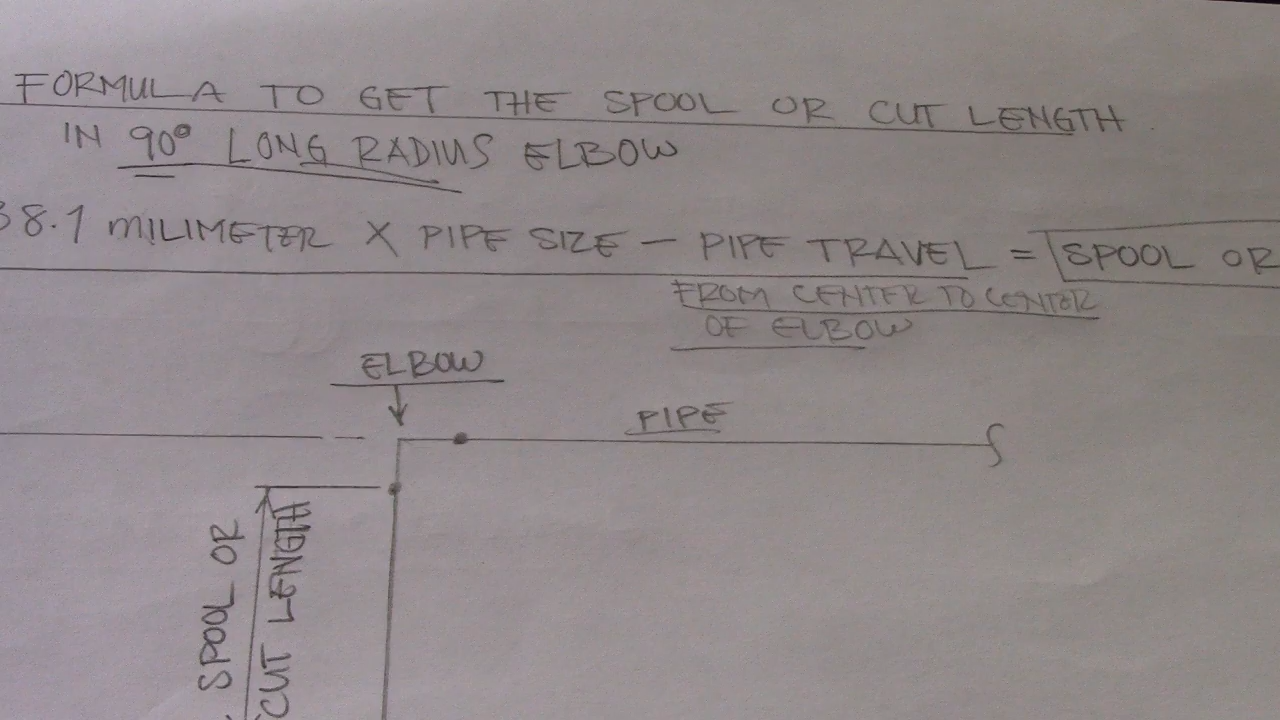 FORMULA TO GET THE SPOOL OR CUT LENGTH
IN 90° LONG RADIUS ELBOW
38.1 MILIMETER X PIPE SIZE - PIPE TRAVEL = SPOOL OR
FROM CENTER TO CENTER
OF ELBOW
ELBOW
PIPE
SPOOL OR
CUT LENGTH